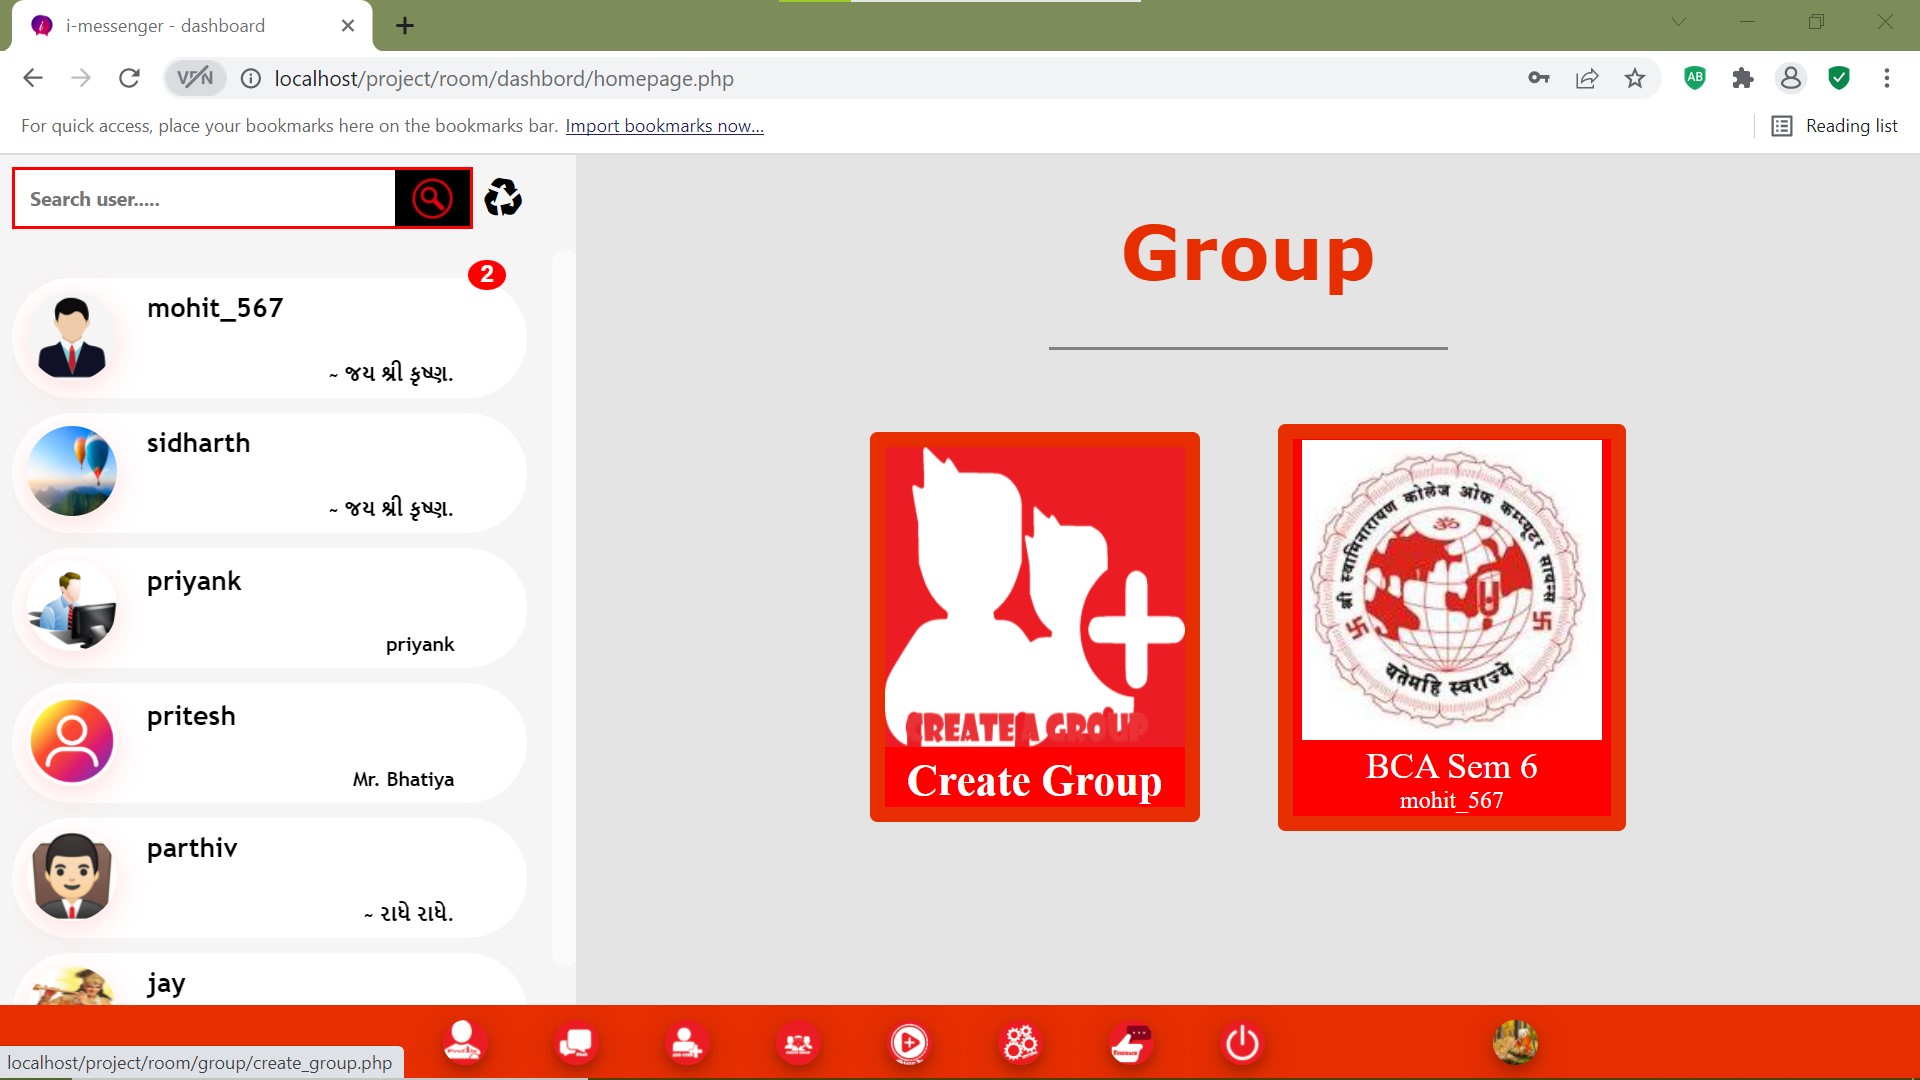 i-messenger - dashboard
VPN
localhost/project/room/dashbord/homepage.php
AB
For quick access, place your bookmarks here on the bookmarks bar. Import bookmarks now...
Reading list
Search user.....
2
mohit_567
~ જય શ્રી કૃષ્ણ.
sidharth
~ જય શ્રી કૃષ્ણ.
priyank
priyank
pritesh
Mr. Bhatiya
parthiv
~ રાધે રાધે.
jay
Group
CREATE A GROUP
Create Group
श्री स्वामिनारायण कोलेज ओफ कम्प्यूटर सायन्स
ॐ
यतेमहि स्वराज्ये
BCA Sem 6
mohit_567
localhost/project/room/group/create_group.php